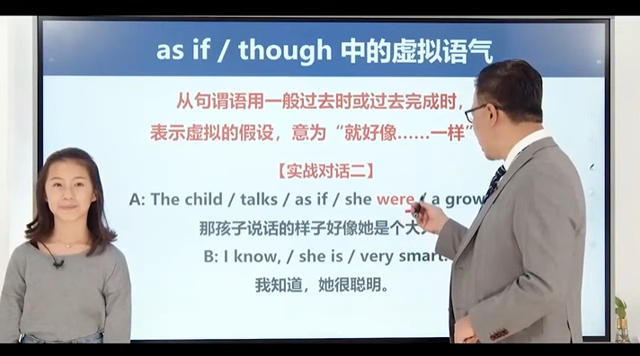 as if / though 中的虚拟语气
从句谓语用一般过去时或过去完成时，
表示虚拟的假设，意为“就好像……一样”
【实战对话二】
A: The child / talks / as if / she were / a
那孩子说话的样子好像她是个大
B: I know, / she is / very smart.
我知道，她很聪明。